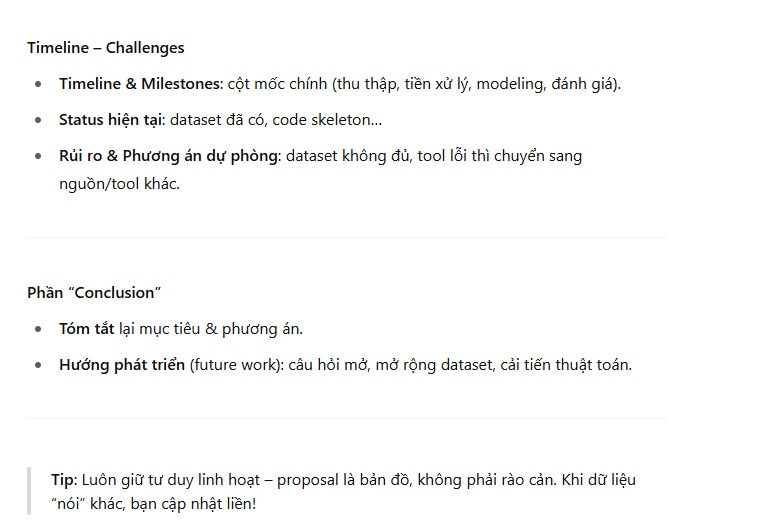 Timeline – Challenges
Timeline & Milestones: cột mốc chính (thu thập, tiền xử lý, modeling, đánh giá).
Status hiện tại: dataset đã có, code skeleton...
Rủi ro & Phương án dự phòng: dataset không đủ, tool lỗi thì chuyển sang
nguồn/tool khác.
Phần “Conclusion”
Tóm tắt lại mục tiêu & phương án.
Hướng phát triển (future work): câu hỏi mở, mở rộng dataset, cải tiến thuật toán.
Tip: Luôn giữ tư duy linh hoạt – proposal là bản đồ, không phải rào cản. Khi dữ liệu
“nói” khác, bạn cập nhật liền!